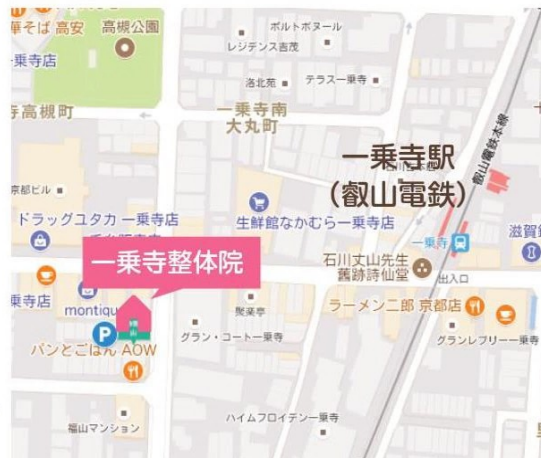 華そば 高安
高槻公園
ポルトボヌール
レジデンス吉茂
一乗寺店
洛北苑
テラス一乗寺
寺高槻町
一乗寺南
大丸町
叡山電鉄本線
一乗寺駅
(叡山電鉄)
京都ビル
ドラッグユタカ 一乗寺店
生鮮館なかむら一乗寺店
一乗寺
滋賀銀
一乗寺整体院
石川丈山先生
舊跡詩仙堂
出入口
乗寺店
montique
聚楽亭
ラーメン二郎 京都店
P
グラン・コート一乗寺
グランレブリー一乗寺
パンとごはん AOW
福山マンション
ハイムフロイデン一乗寺